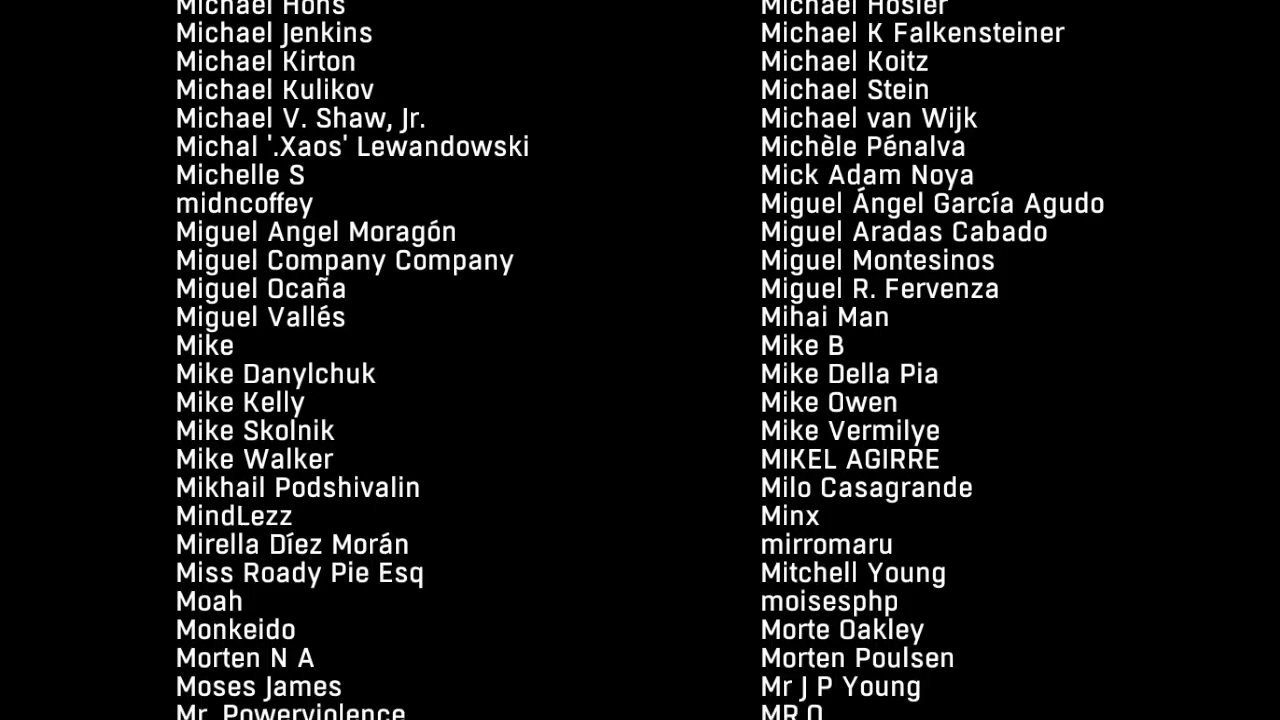 Michael Hons
Michael Hosler
Michael Jenkins
Michael K Falkensteiner
Michael Kirton
Michael Koitz
Michael Kulikov
Michael Stein
Michael V. Shaw, Jr.
Michael van Wijk
Michal '.Xaos' Lewandowski
Michèle Pénalva
Michelle S
Mick Adam Noya
midncoffey
Miguel Ángel García Agudo
Miguel Angel Moragón
Miguel Aradas Cabado
Miguel Company Company
Miguel Montesinos
Miguel Ocaña
Miguel R. Fervenza
Miguel Vallés
Mihai Man
Mike
Mike B
Mike Danylchuk
Mike Della Pia
Mike Kelly
Mike Owen
Mike Skolnik
Mike Vermilye
Mike Walker
MIKEL AGIRRE
Mikhail Podshivalin
Milo Casagrande
MindLezz
Minx
Mirella Díez Morán
mirromaru
Miss Roady Pie Esq
Mitchell Young
Moah
moisesphp
Monkeido
Morte Oakley
Morten N A
Morten Poulsen
Moses James
Mr J P Young
Mr. Powerviolence